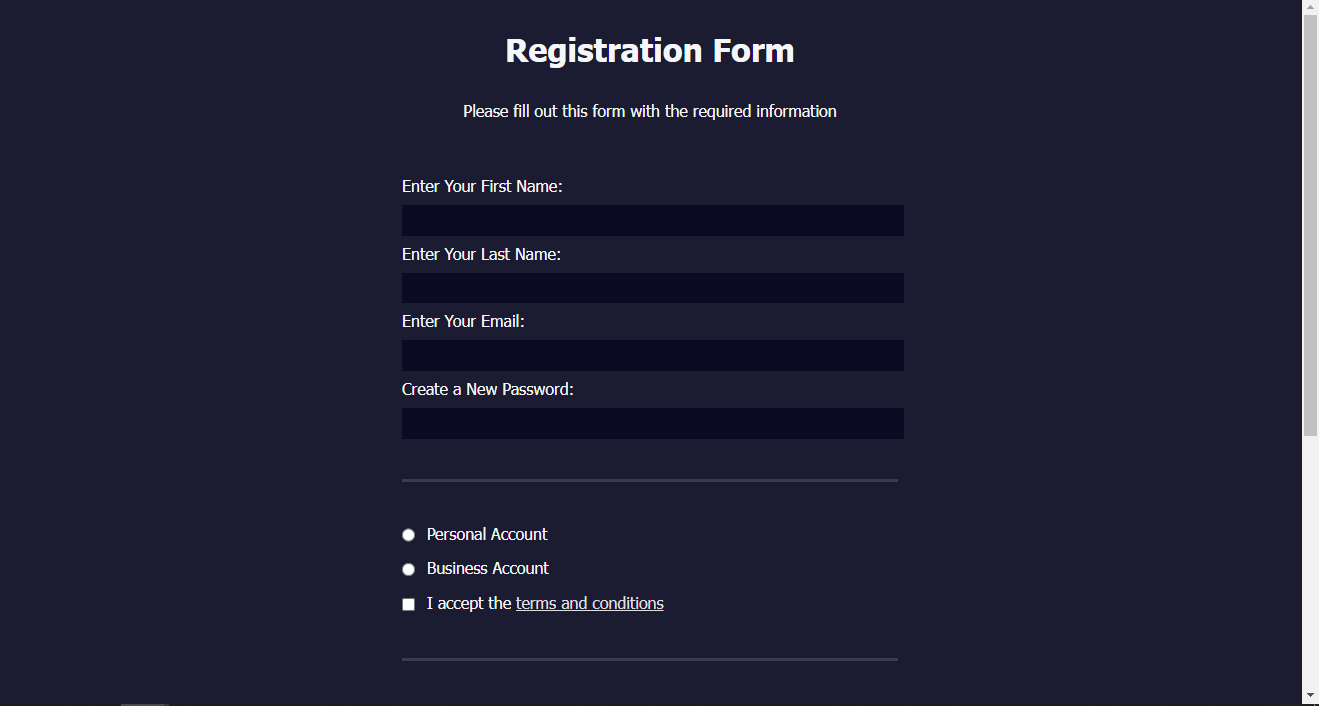 Registration Form
Please fill out this form with the required information
Enter Your First Name:
Enter Your Last Name:
Enter Your Email:
Create a New Password:
Personal Account
Business Account
I accept the terms and conditions